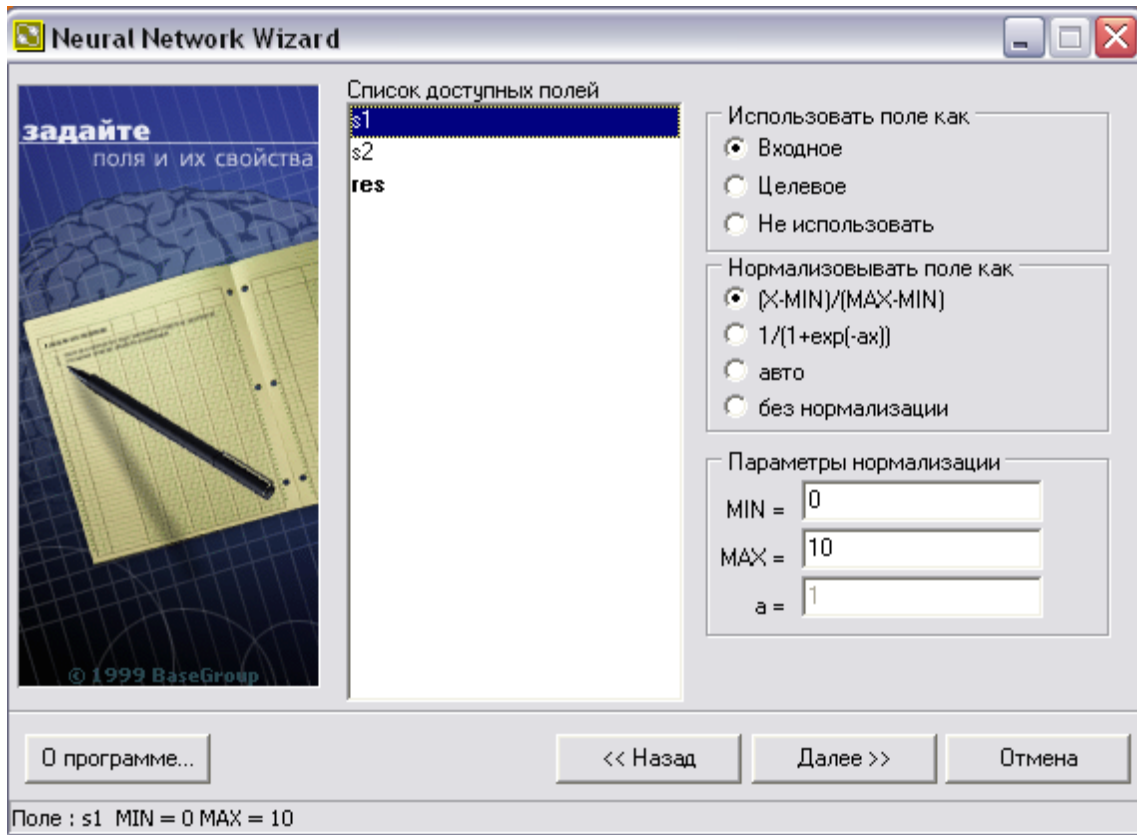 Neural Network Wizard
задайте
поля и их свойства
© 1999 BaseGroup
Список доступных полей
s1
s2
res
Использовать поле как
Входное
Целевое
Не использовать
Нормализовывать поле как
(X-MIN)/(MAX-MIN)
1/(1+exp(-ax))
авто
без нормализации
Параметры нормализации
MIN = 0
MAX = 10
a = 1
О программе...
<< Назад
Далее >>
Отмена
Поле : s1 MIN = 0 MAX = 10